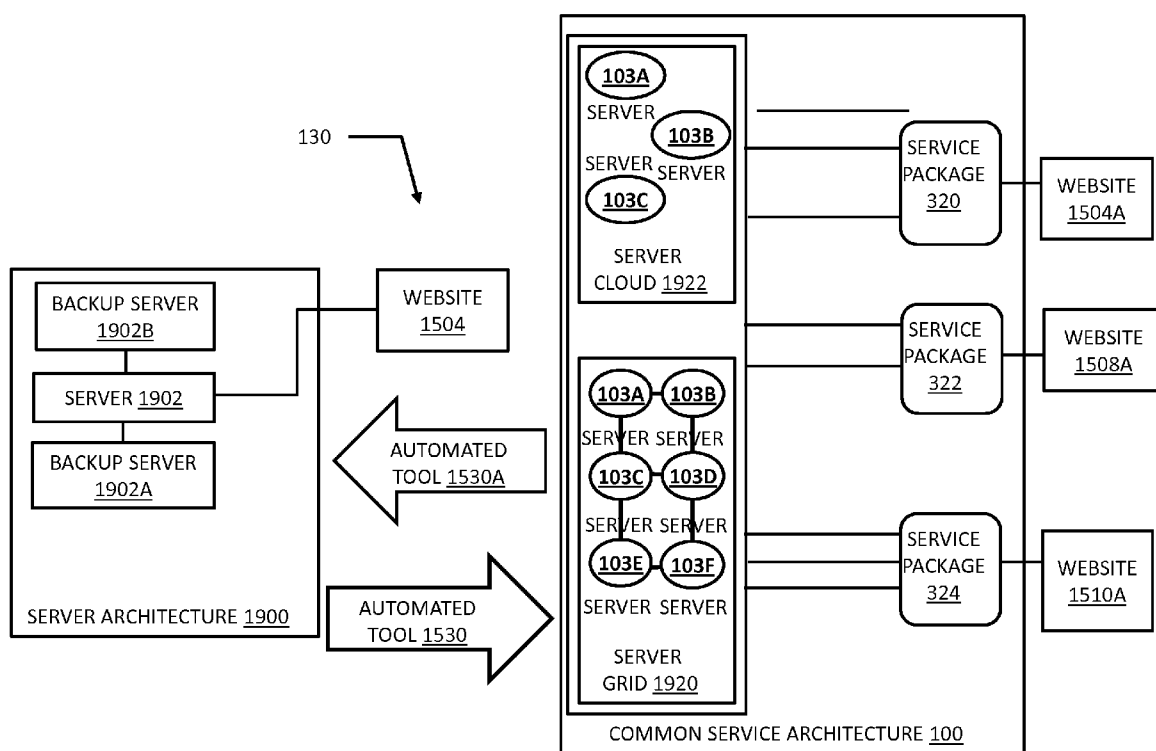 130
BACKUP SERVER
1902B
SERVER 1902
BACKUP SERVER
1902A
SERVER ARCHITECTURE 1900
WEBSITE
1504
AUTOMATED
TOOL 1530A
AUTOMATED
TOOL 1530
103A
SERVER
103B
SERVER
SERVER
103C
SERVER
CLOUD 1922
103A
103B
SERVER
SERVER
103C
103D
SERVER
SERVER
103E
103F
SERVER
SERVER
SERVER
GRID 1920
COMMON SERVICE ARCHITECTURE 100
SERVICE
PACKAGE
320
WEBSITE
1504A
SERVICE
PACKAGE
322
WEBSITE
1508A
SERVICE
PACKAGE
324
WEBSITE
1510A